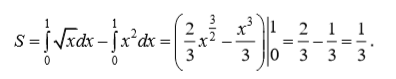 S = ∫₀¹ √x dx − ∫₀¹ x² dx = (2/3 x^(3/2) − x³/3) |₀¹ = 2/3 − 1/3 = 1/3.